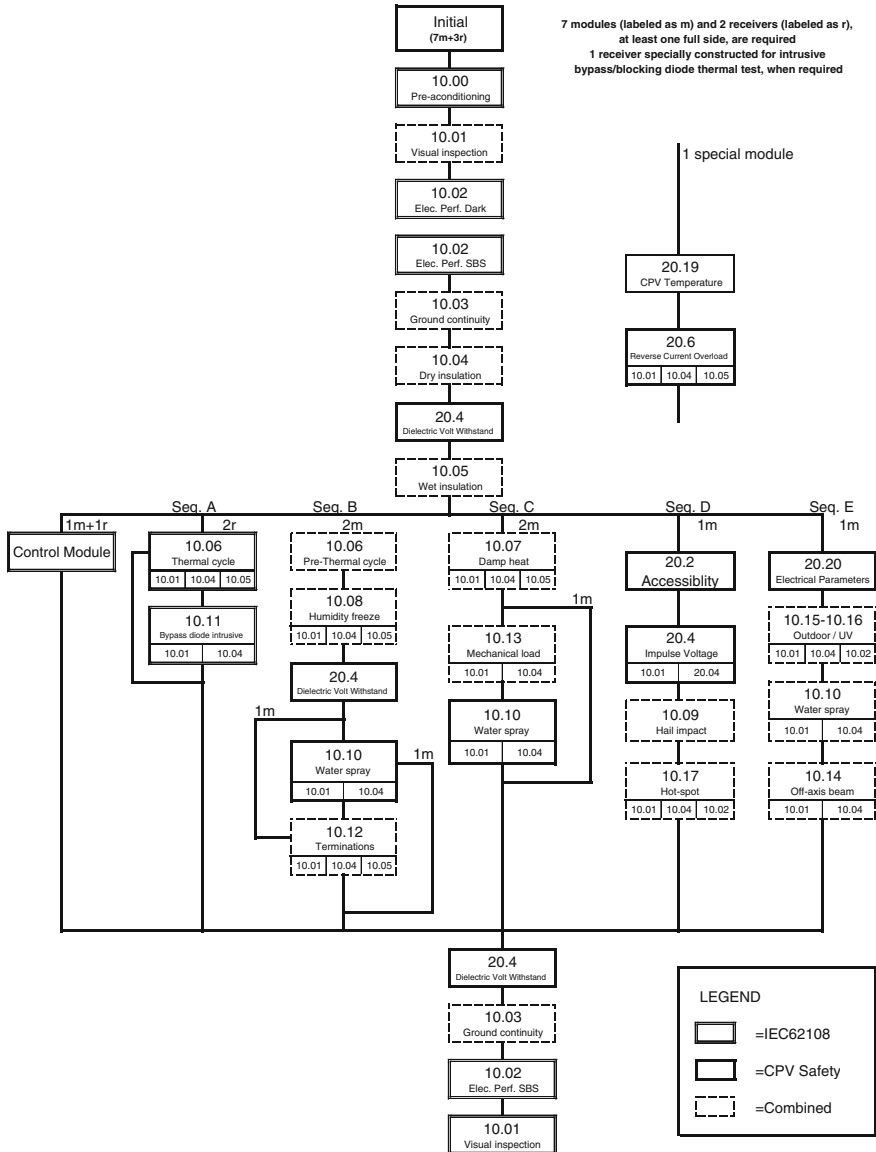 Initial
(7m+3r)
7 modules (labeled as m) and 2 receivers (labeled as r),
at least one full side, are required
1 receiver specially constructed for intrusive
bypass/blocking diode thermal test, when required
10.00
Pre-aconditioning
10.01
Visual inspection
10.02
Elec. Perf. Dark
10.02
Elec. Perf. SBS
10.03
Ground continuity
10.04
Dry insulation
20.4
Dielectric Volt Withstand
10.05
Wet insulation
1 special module
20.19
CPV Temperature
20.6
Reverse Current Overload
10.01 10.04 10.05
1m+1r
Control Module
Seq. A
2r
10.06
Thermal cycle
10.01 10.04 10.05
10.11
Bypass diode intrusive
10.01 10.04
Seq. B
2m
10.06
Pre-Thermal cycle
10.08
Humidity freeze
10.01 10.04 10.05
20.4
Dielectric Volt Withstand
1m
10.10
Water spray
10.01 10.04
1m
10.12
Terminations
10.01 10.04 10.05
Seq. C
2m
10.07
Damp heat
10.01 10.04 10.05
1m
10.13
Mechanical load
10.01 10.04
10.10
Water spray
10.01 10.04
Seq. D
1m
20.2
Accessiblity
20.4
Impulse Voltage
10.01 20.04
10.09
Hail impact
10.17
Hot-spot
10.01 10.04 10.02
Seq. E
1m
20.20
Electrical Parameters
10.15-10.16
Outdoor / UV
10.01 10.04 10.02
10.10
Water spray
10.01 10.04
10.14
Off-axis beam
10.01 10.04
20.4
Dielectric Volt Withstand
10.03
Ground continuity
10.02
Elec. Perf. SBS
10.01
Visual inspection
LEGEND
=IEC62108
=CPV Safety
=Combined